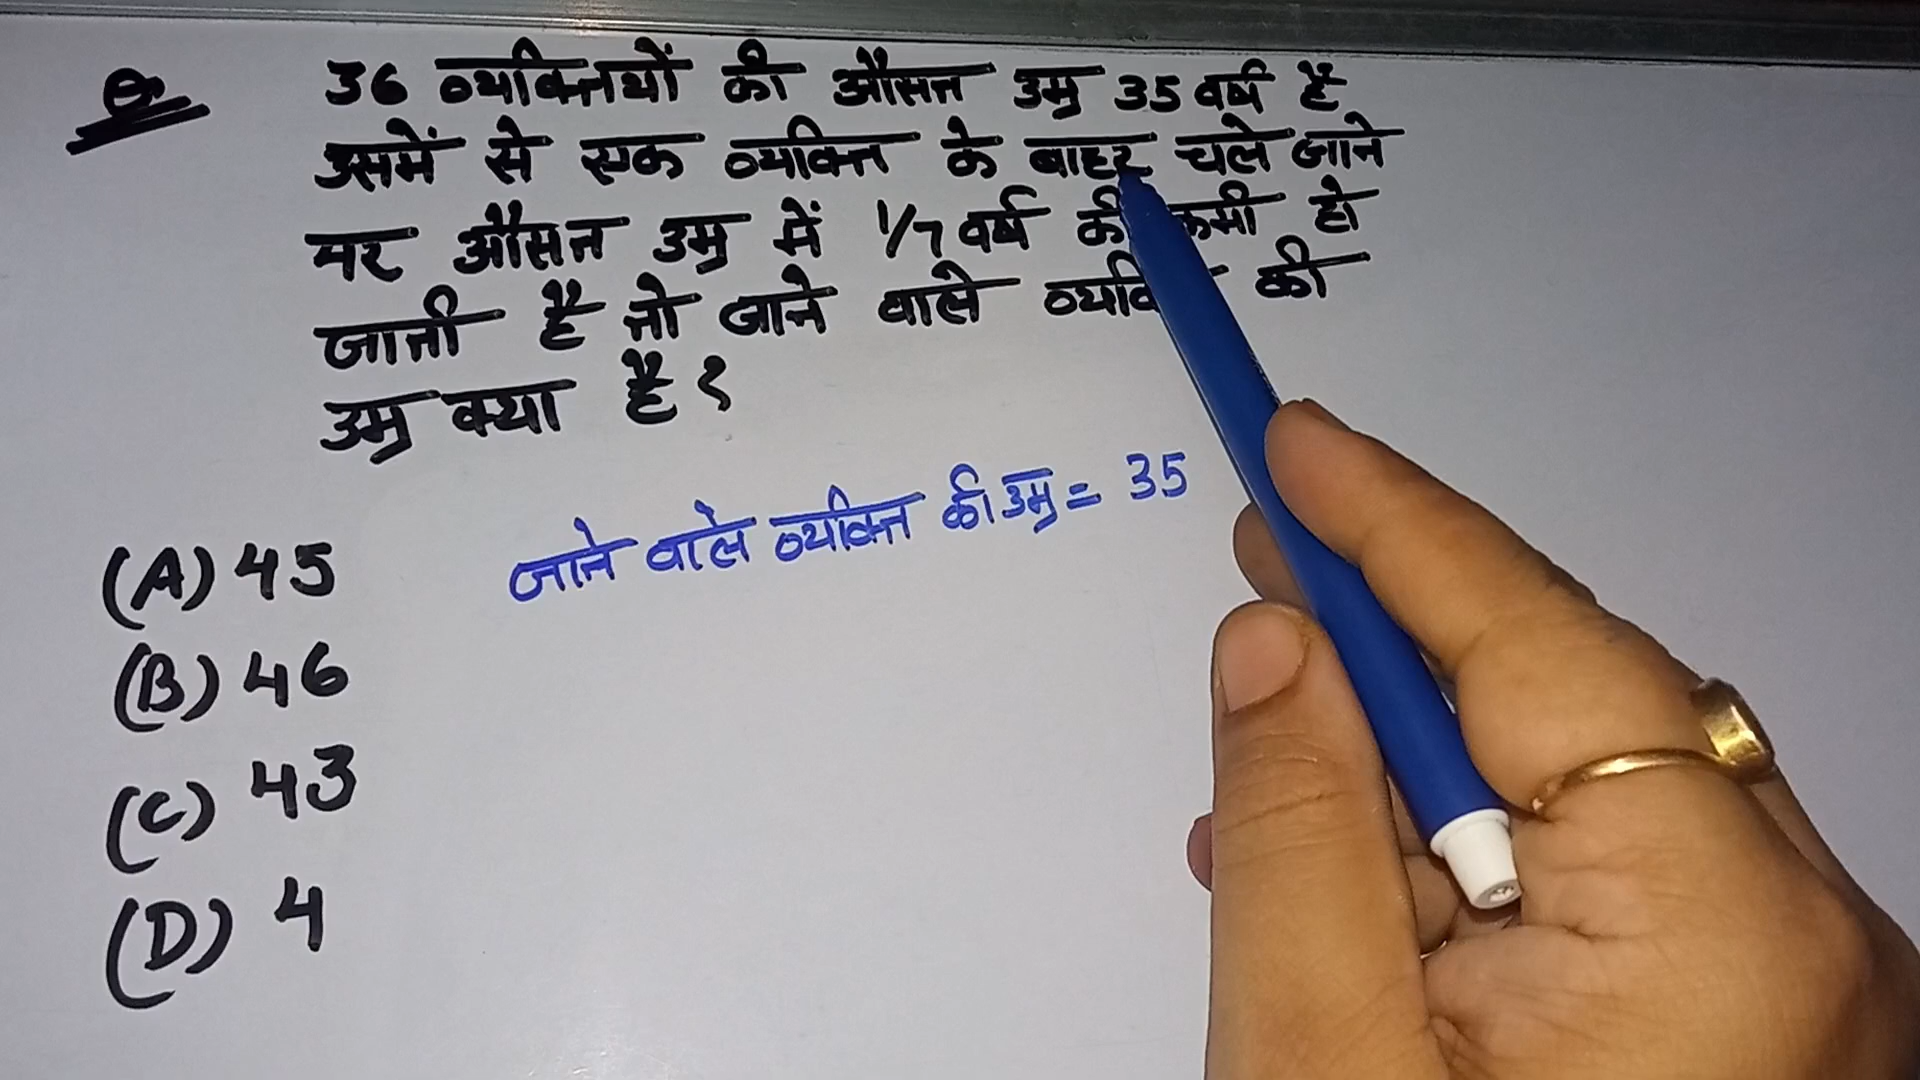 Q.
36 व्यक्तियों की औसत उम्र 35 वर्ष है
उसमें से एक व्यक्ति के बाहर चले जाने
पर औसत उम्र में 1/7 वर्ष की कमी हो
जाती है तो जाने वाले व्यक्ति की
उम्र क्या है ?
जाने वाले व्यक्ति की उम्र = 35
(A) 45
(B) 46
(C) 43
(D) 4